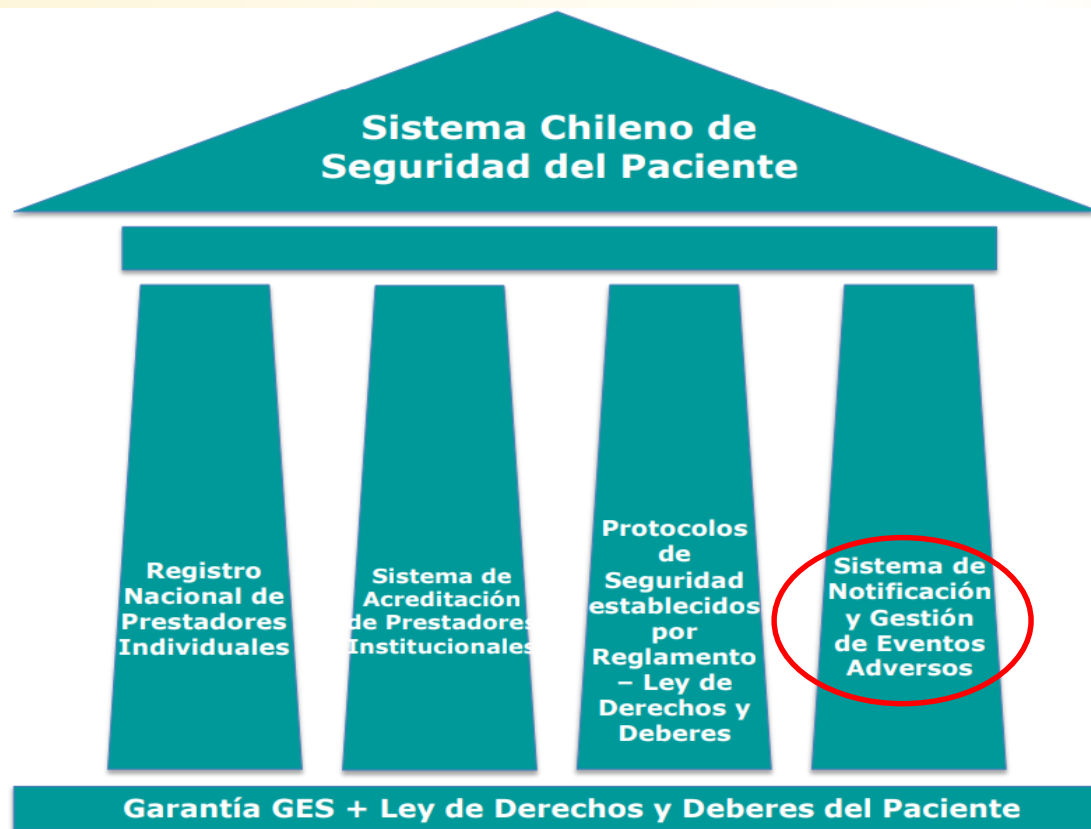 Sistema Chileno de
Seguridad del Paciente
Registro
Nacional de
Prestadores
Individuales
Sistema de
Acreditación
de Prestadores
Institucionales
Protocolos
de
Seguridad
establecidos
por
Reglamento
– Ley de
Derechos y
Deberes
Sistema de
Notificación
y Gestión
de Eventos
Adversos
Garantía GES + Ley de Derechos y Deberes del Paciente